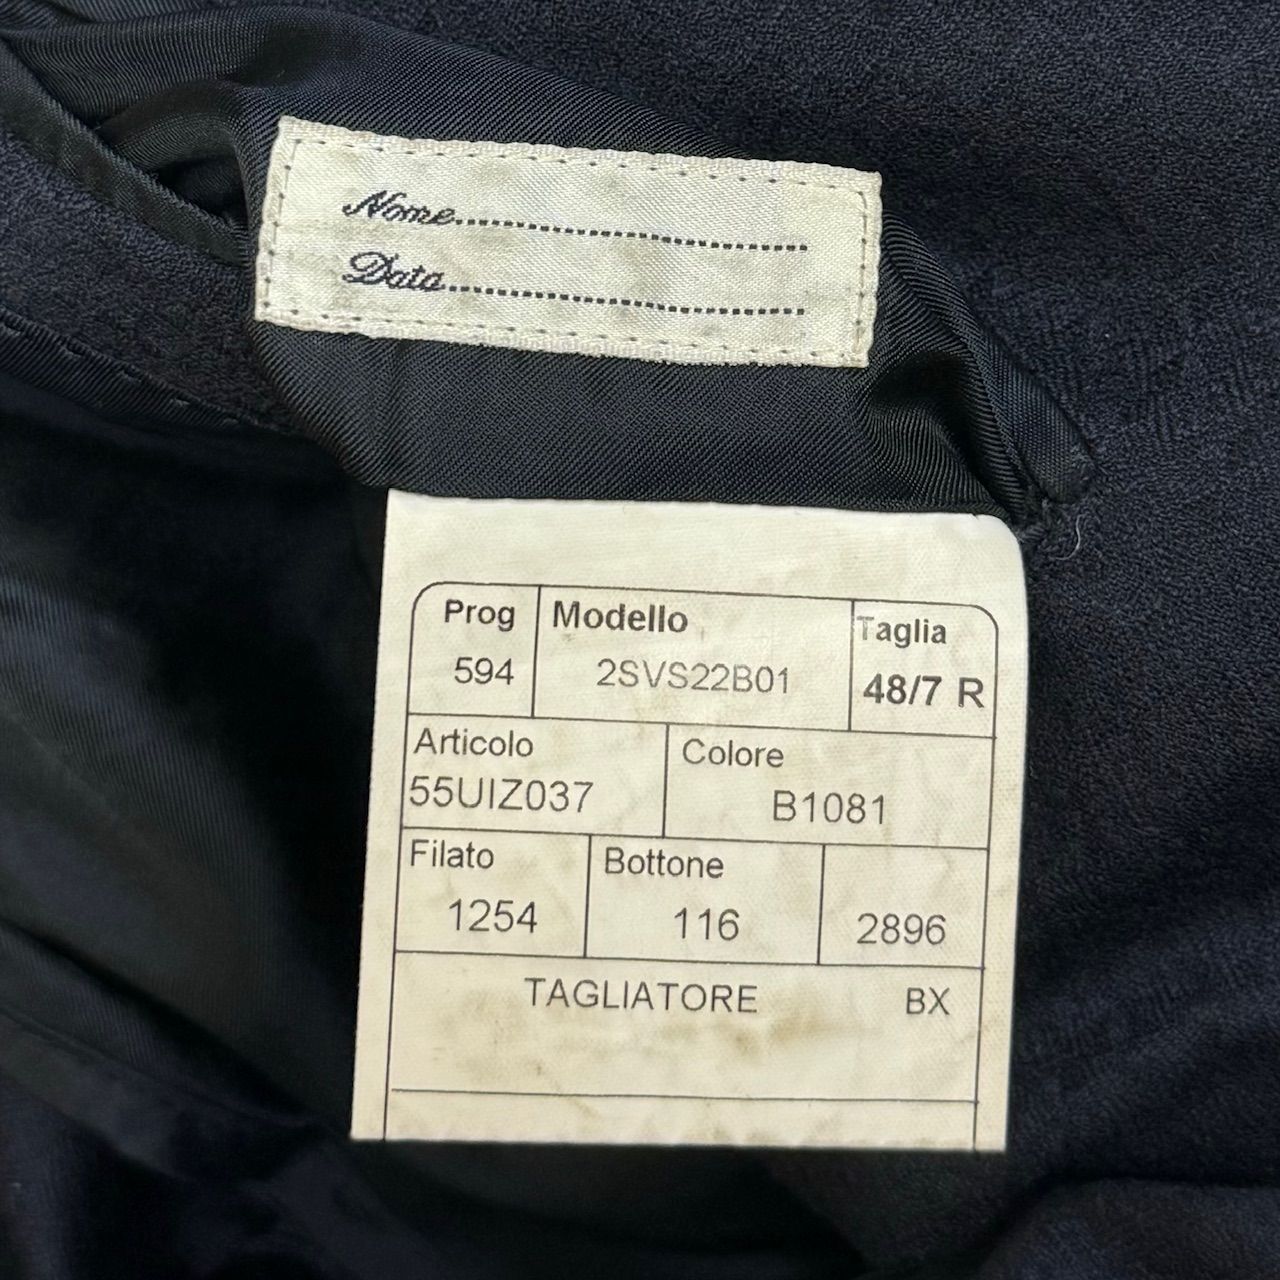 Nome
Data
Prog Modello Taglia
594 2SVS22B01 48/7 R
Articolo Colore
55UIZ037 B1081
Filato Bottone
1254 116 2896
TAGLIATORE BX